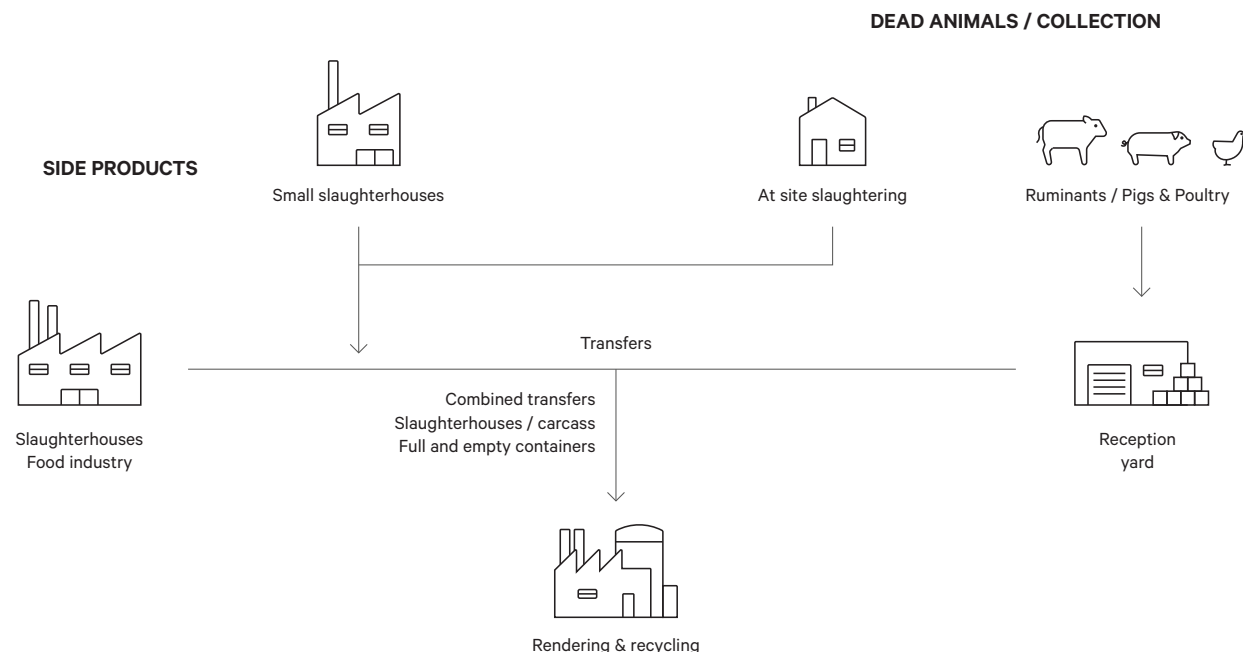 DEAD ANIMALS / COLLECTION
SIDE PRODUCTS
Small slaughterhouses
At site slaughtering
Ruminants / Pigs & Poultry
Transfers
Combined transfers
Slaughterhouses / carcass
Full and empty containers
Slaughterhouses
Food industry
Reception
yard
Rendering & recycling